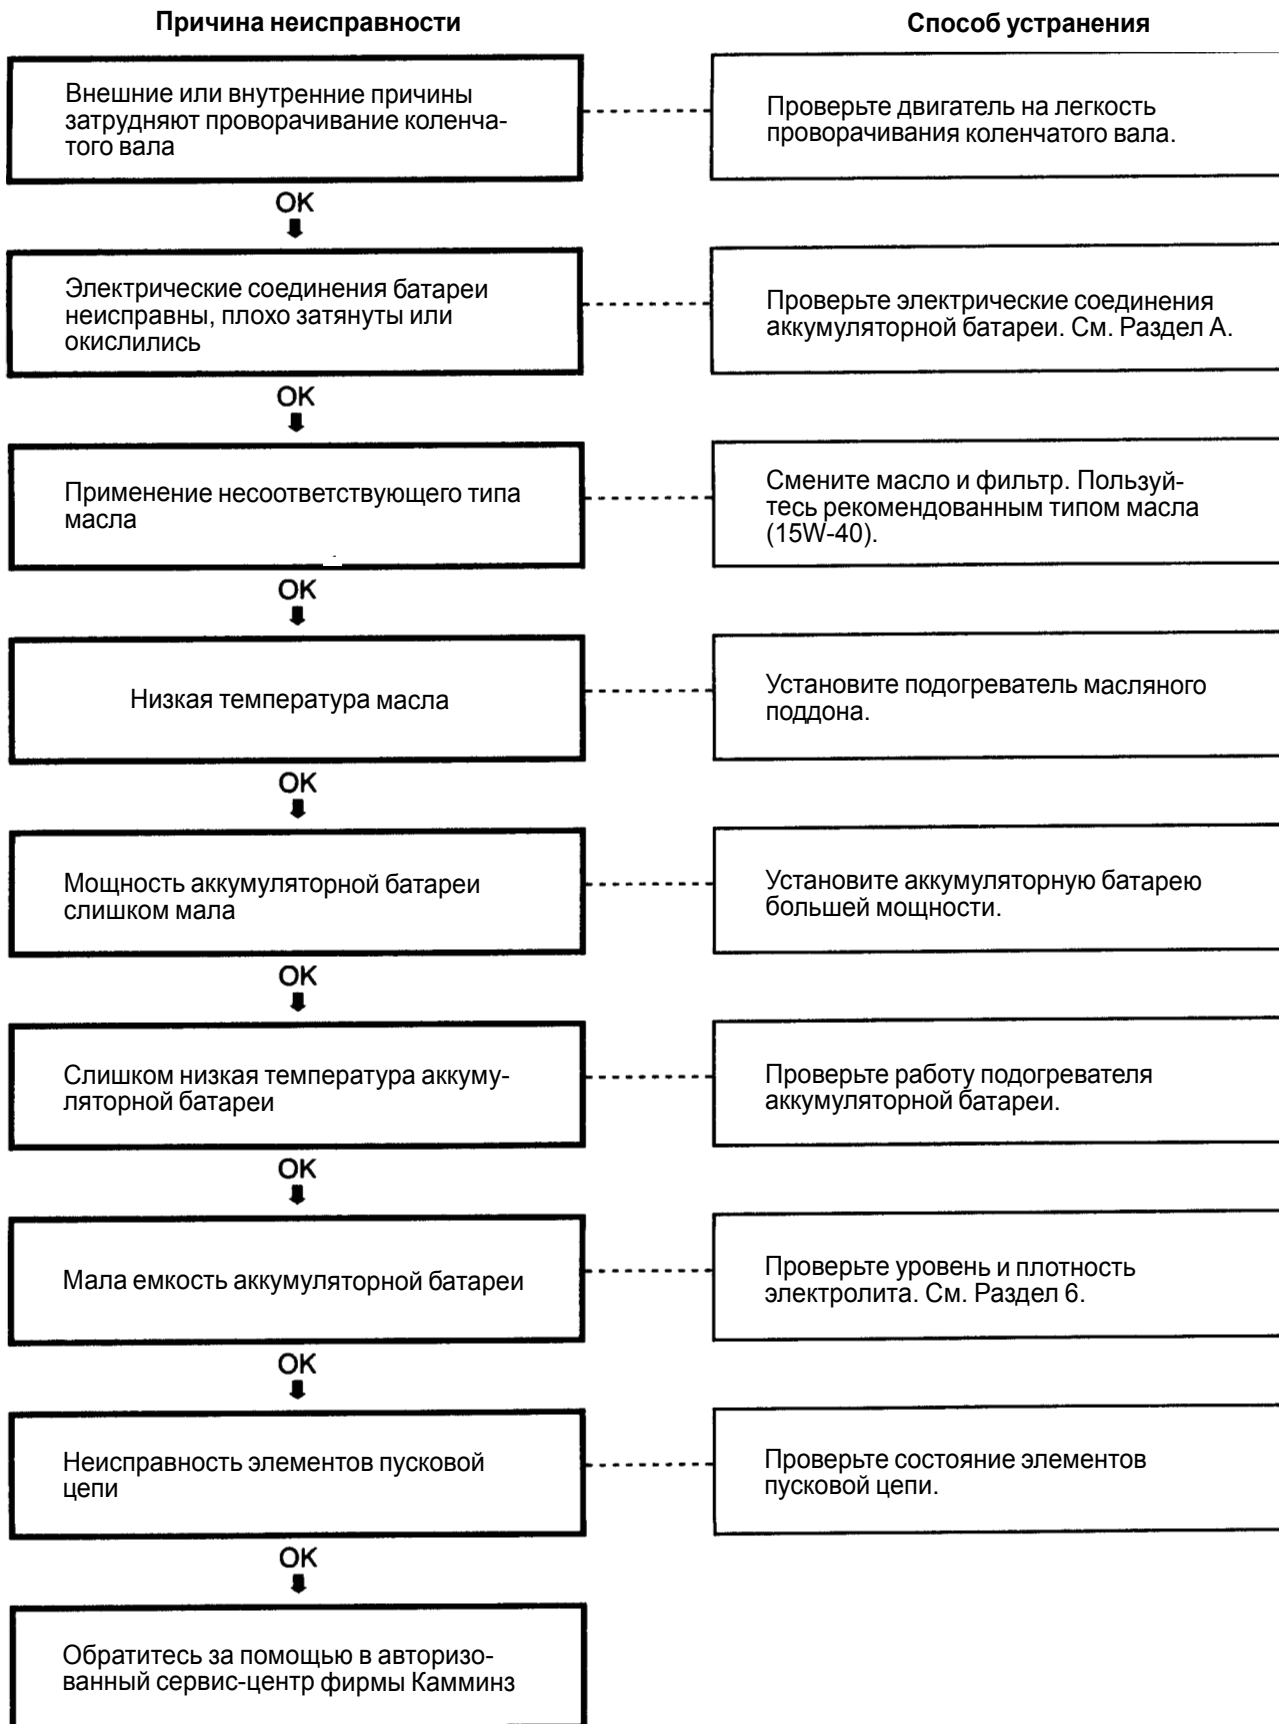 Причина неисправности
Способ устранения
Внешние или внутренние причины
затрудняют проворачивание коленча-
того вала
Проверьте двигатель на легкость
проворачивания коленчатого вала.
OK
Электрические соединения батареи
неисправны, плохо затянуты или
окислились
Проверьте электрические соединения
аккумуляторной батареи. См. Раздел А.
OK
Применение несоответствующего типа
масла
Смените масло и фильтр. Пользуй-
тесь рекомендованным типом масла
(15W-40).
OK
Низкая температура масла
Установите подогреватель масляного
поддона.
OK
Мощность аккумуляторной батареи
слишком мала
Установите аккумуляторную батарею
большей мощности.
OK
Слишком низкая температура аккуму-
ляторной батареи
Проверьте работу подогревателя
аккумуляторной батареи.
OK
Мала емкость аккумуляторной батареи
Проверьте уровень и плотность
электролита. См. Раздел 6.
OK
Неисправность элементов пусковой
цепи
Проверьте состояние элементов
пусковой цепи.
OK
Обратитесь за помощью в авторизо-
ванный сервис-центр фирмы Камминз